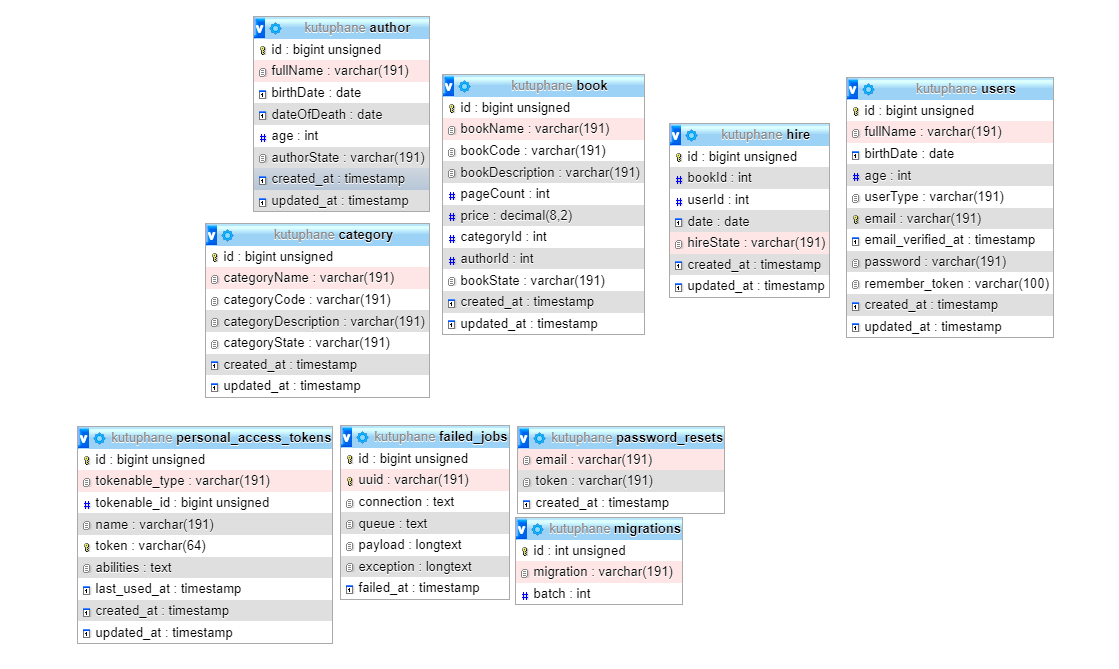 kutuphane author
id : bigint unsigned
fullName : varchar(191)
birthDate : date
dateOfDeath : date
age : int
authorState : varchar(191)
created_at : timestamp
updated_at : timestamp
kutuphane category
id : bigint unsigned
categoryName : varchar(191)
categoryCode : varchar(191)
categoryDescription : varchar(191)
categoryState : varchar(191)
created_at : timestamp
updated_at : timestamp
kutuphane book
id : bigint unsigned
bookName : varchar(191)
bookCode : varchar(191)
bookDescription : varchar(191)
pageCount : int
price : decimal(8,2)
categoryId : int
authorId : int
bookState : varchar(191)
created_at : timestamp
updated_at : timestamp
kutuphane hire
id : bigint unsigned
bookId : int
userId : int
date : date
hireState : varchar(191)
created_at : timestamp
updated_at : timestamp
kutuphane users
id : bigint unsigned
fullName : varchar(191)
birthDate : date
age : int
userType : varchar(191)
email : varchar(191)
email_verified_at : timestamp
password : varchar(191)
remember_token : varchar(100)
created_at : timestamp
updated_at : timestamp
kutuphane personal_access_tokens
id : bigint unsigned
tokenable_type : varchar(191)
tokenable_id : bigint unsigned
name : varchar(191)
token : varchar(64)
abilities : text
last_used_at : timestamp
created_at : timestamp
updated_at : timestamp
kutuphane failed_jobs
id : bigint unsigned
uuid : varchar(191)
connection : text
queue : text
payload : longtext
exception : longtext
failed_at : timestamp
kutuphane password_resets
email : varchar(191)
token : varchar(191)
created_at : timestamp
kutuphane migrations
id : int unsigned
migration : varchar(191)
batch : int